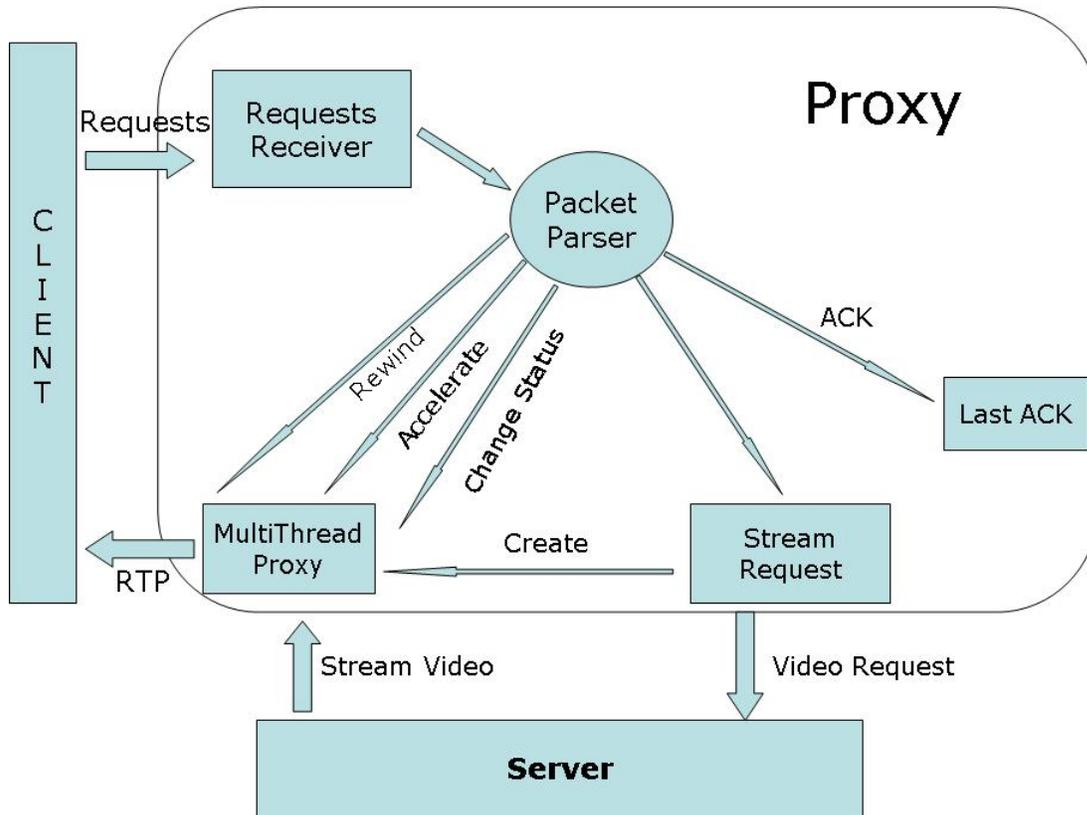 Proxy
CLIENT
Requests
Requests
Receiver
Packet
Parser
Rewind
Accelerate
Change Status
ACK
Last ACK
MultiThread
Proxy
RTP
Create
Stream
Request
Stream Video
Video Request
Server